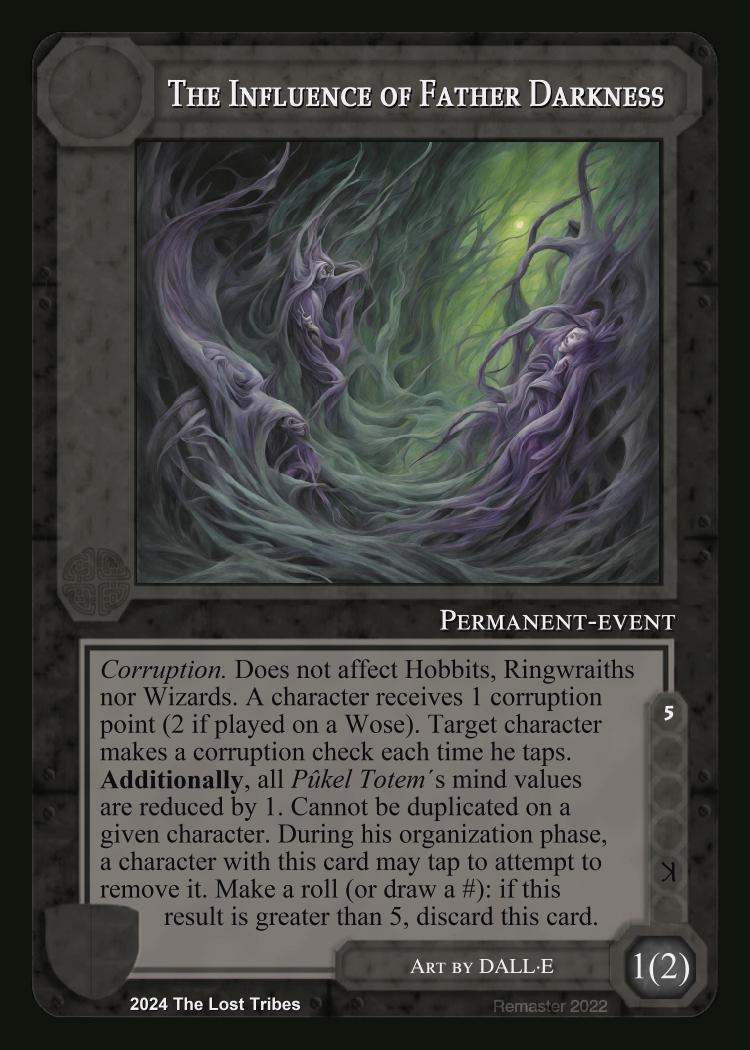 The Influence of Father Darkness
Permanent-event
Corruption. Does not affect Hobbits, Ringwraiths
nor Wizards. A character receives 1 corruption
point (2 if played on a Wose). Target character
makes a corruption check each time he taps.
Additionally, all Pûkel Totem´s mind values
are reduced by 1. Cannot be duplicated on a
given character. During his organization phase,
a character with this card may tap to attempt to
remove it. Make a roll (or draw a #): if this
result is greater than 5, discard this card.
5
Art by DALL·E
1(2)
2024 The Lost Tribes
Remaster 2022